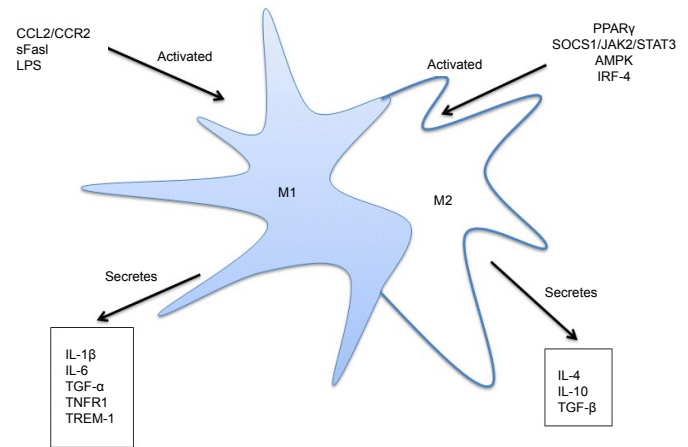 CCL2/CCR2
sFasl
LPS
Activated
PPARγ
SOCS1/JAK2/STAT3
AMPK
IRF-4
Activated
M1
M2
Secretes
IL-1β
IL-6
TGF-α
TNFR1
TREM-1
Secretes
IL-4
IL-10
TGF-β